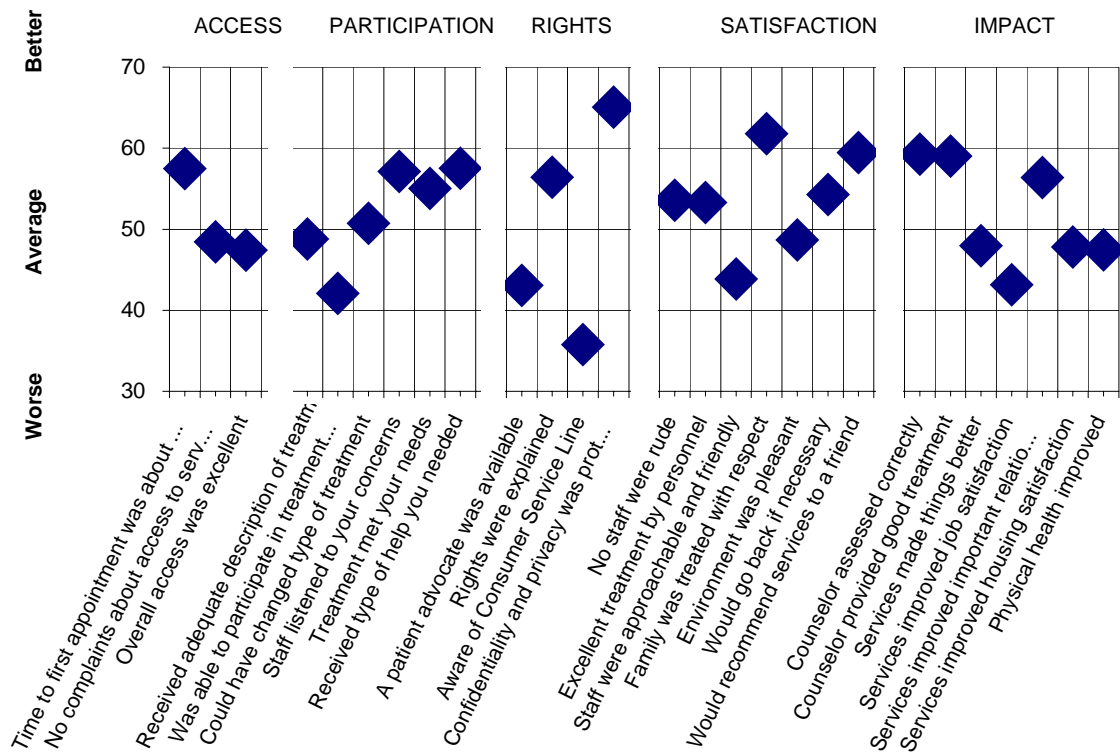 ACCESS PARTICIPATION RIGHTS SATISFACTION IMPACT
Better
Average
Worse
70
60
50
40
30
Time to first appointment was about ...
No complaints about access to serv...
Overall access was excellent
Received adequate description of treatm
Was able to participate in treatment...
Could have changed type of treatment
Staff listened to your concerns
Treatment met your needs
Received type of help you needed
A patient advocate was available
Rights were explained
Aware of Consumer Service Line
Confidentiality and privacy was prot...
No staff were rude
Excellent treatment by personnel
Staff were approachable and friendly
Family was treated with respect
Environment was pleasant
Would go back if necessary
Would recommend services to a friend
Counselor assessed correctly
Counselor provided good treatment
Services made things better
Services improved job satisfaction
Services improved important relatio...
Services improved housing satisfaction
Physical health improved